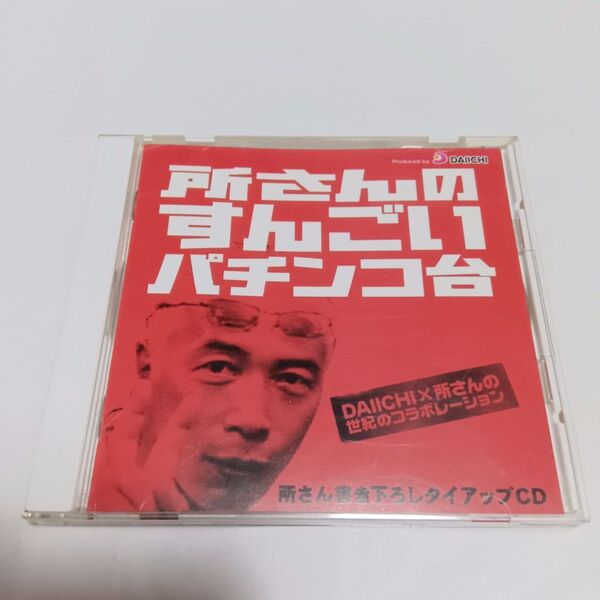 Produced by DAIICHI
所さんの
すんごい
パチンコ台
DAIICHI×所さんの
世紀のコラボレーション
所さん書き下ろしタイアップCD